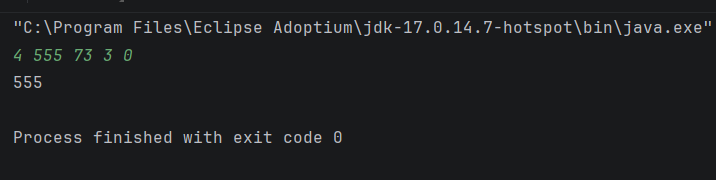 "C:\Program Files\Eclipse Adoptium\jdk-17.0.14.7-hotspot\bin\java.exe"
4 555 73 3 0
555
Process finished with exit code 0